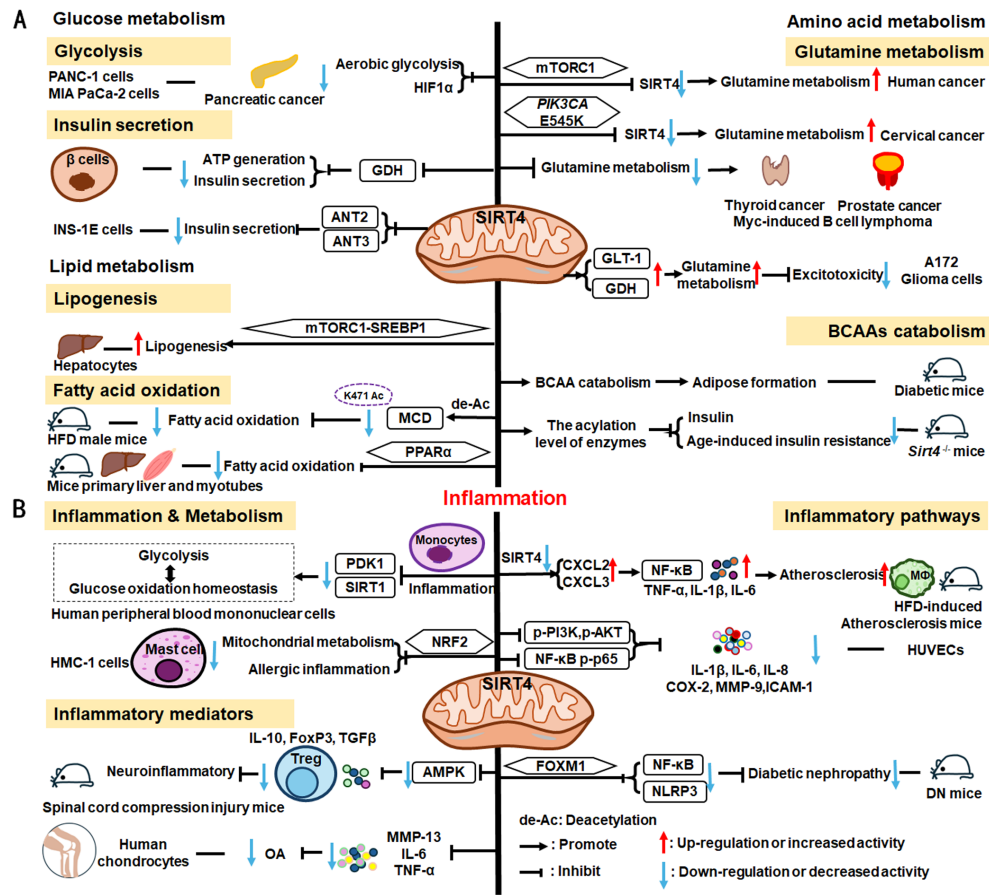 A
Glucose metabolism
Glycolysis
PANC-1 cells
MIA PaCa-2 cells
Pancreatic cancer
Aerobic glycolysis
HIF1α
Insulin secretion
β cells
ATP generation
Insulin secretion
GDH
INS-1E cells
Insulin secretion
ANT2
ANT3
SIRT4
Lipid metabolism
Lipogenesis
mTORC1-SREBP1
Lipogenesis
Hepatocytes
Fatty acid oxidation
K471 Ac
de-Ac
Fatty acid oxidation
MCD
HFD male mice
PPARα
Fatty acid oxidation
Mice primary liver and myotubes
Amino acid metabolism
Glutamine metabolism
mTORC1
SIRT4
Glutamine metabolism
Human cancer
PIK3CA
E545K
SIRT4
Glutamine metabolism
Cervical cancer
Glutamine metabolism
Thyroid cancer
Prostate cancer
Myc-induced B cell lymphoma
GLT-1
GDH
Glutamine
metabolism
Excitotoxicity
A172
Glioma cells
BCAAs catabolism
BCAA catabolism
Adipose formation
Diabetic mice
The acylation
level of enzymes
Insulin
Age-induced insulin resistance
Sirt4 -/- mice
Inflammation
B
Inflammation & Metabolism
Glycolysis
Glucose oxidation homeostasis
PDK1
SIRT1
Monocytes
Inflammation
Human peripheral blood mononuclear cells
HMC-1 cells
Mast cell
Mitochondrial metabolism
Allergic inflammation
NRF2
SIRT4
Inflammatory mediators
IL-10, FoxP3, TGFβ
Neuroinflammatory
Treg
AMPK
Spinal cord compression injury mice
Human
chondrocytes
OA
MMP-13
IL-6
TNF-α
Inflammatory pathways
SIRT4
CXCL2
CXCL3
NF-κB
TNF-α, IL-1β, IL-6
Atherosclerosis
MΦ
HFD-induced
Atherosclerosis mice
p-PI3K,p-AKT
NF-κB p-p65
IL-1β, IL-6, IL-8
COX-2, MMP-9,ICAM-1
HUVECs
FOXM1
NF-κB
NLRP3
Diabetic nephropathy
DN mice
de-Ac: Deacetylation
: Promote
: Up-regulation or increased activity
: Inhibit
: Down-regulation or decreased activity